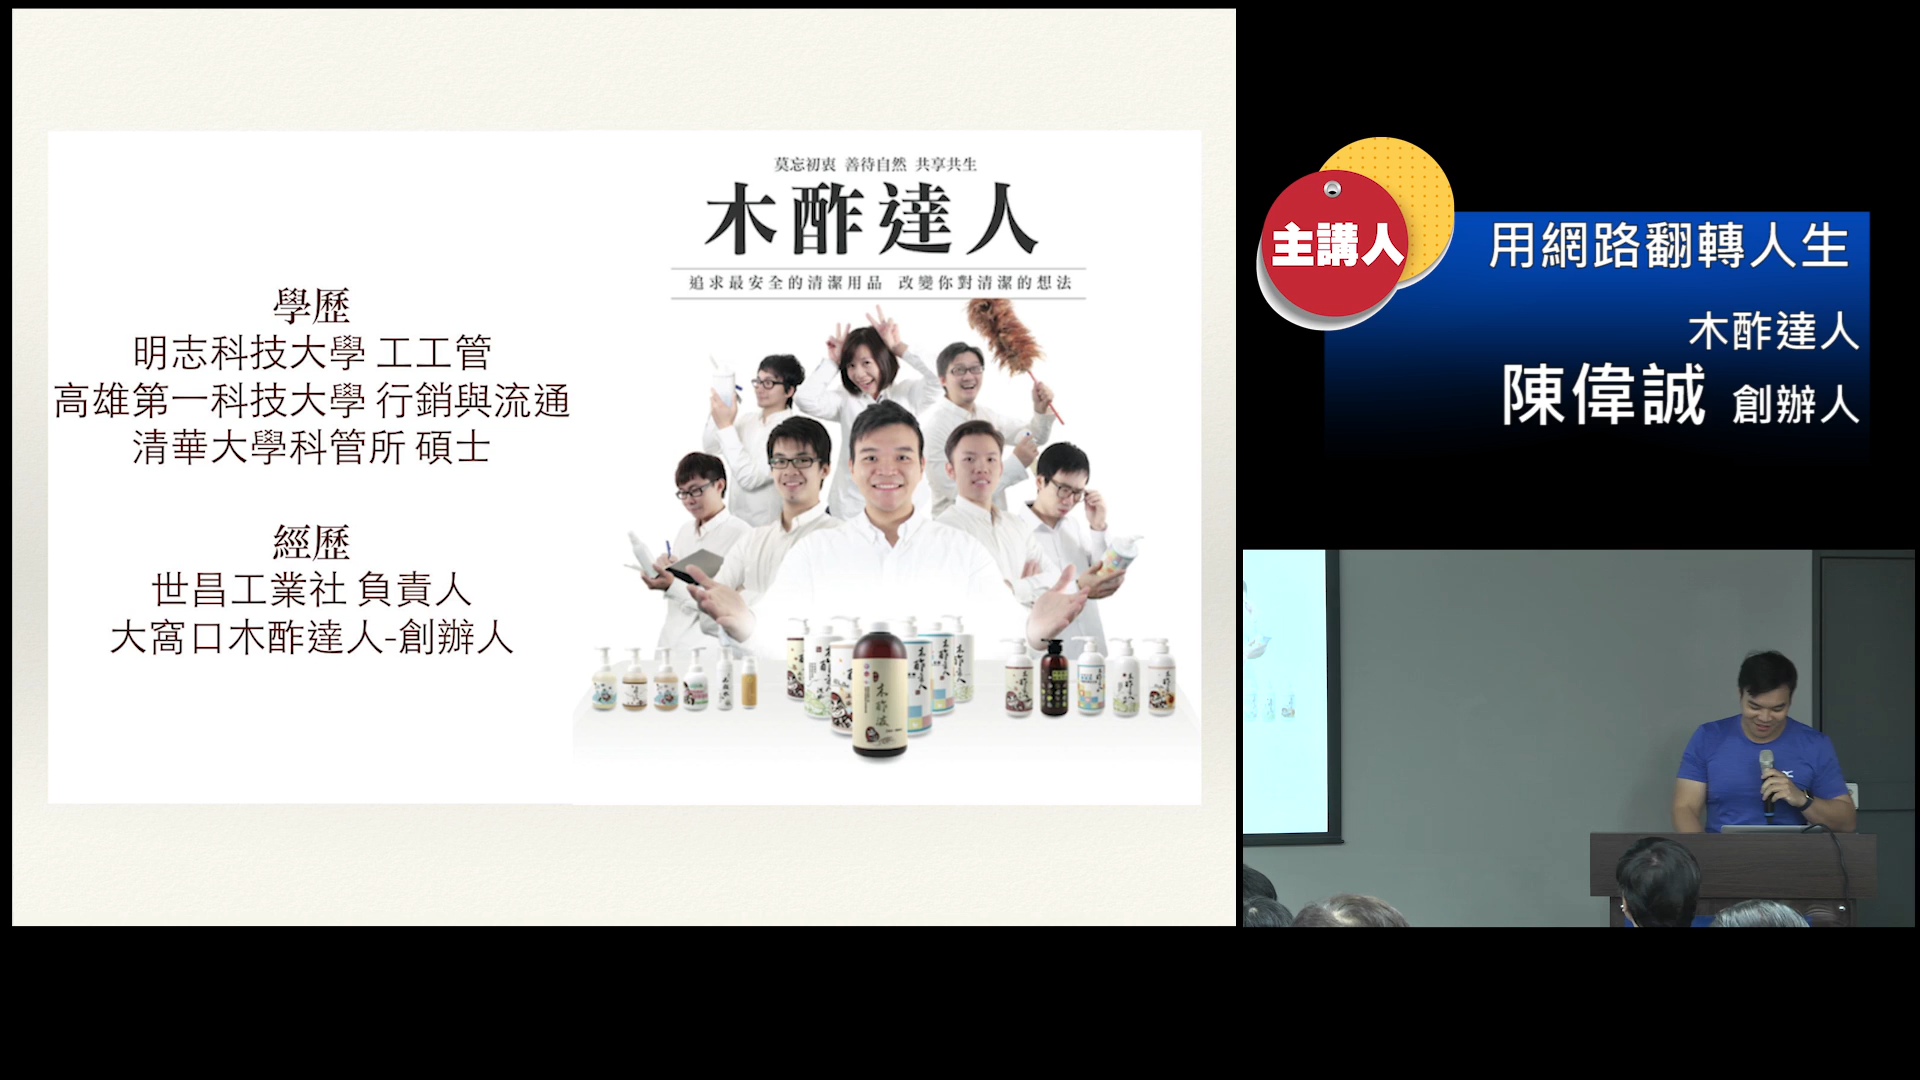 學歷
明志科技大學 工工管
高雄第一科技大學 行銷與流通
清華大學科管所 碩士
經歷
世昌工業社 負責人
大窩口木酢達人-創辦人
莫忘初衷 善待自然 共享共生
木酢達人
追求最安全的清潔用品 改變你對清潔的想法
木酢液
主講人
用網路翻轉人生
木酢達人
陳偉誠 創辦人